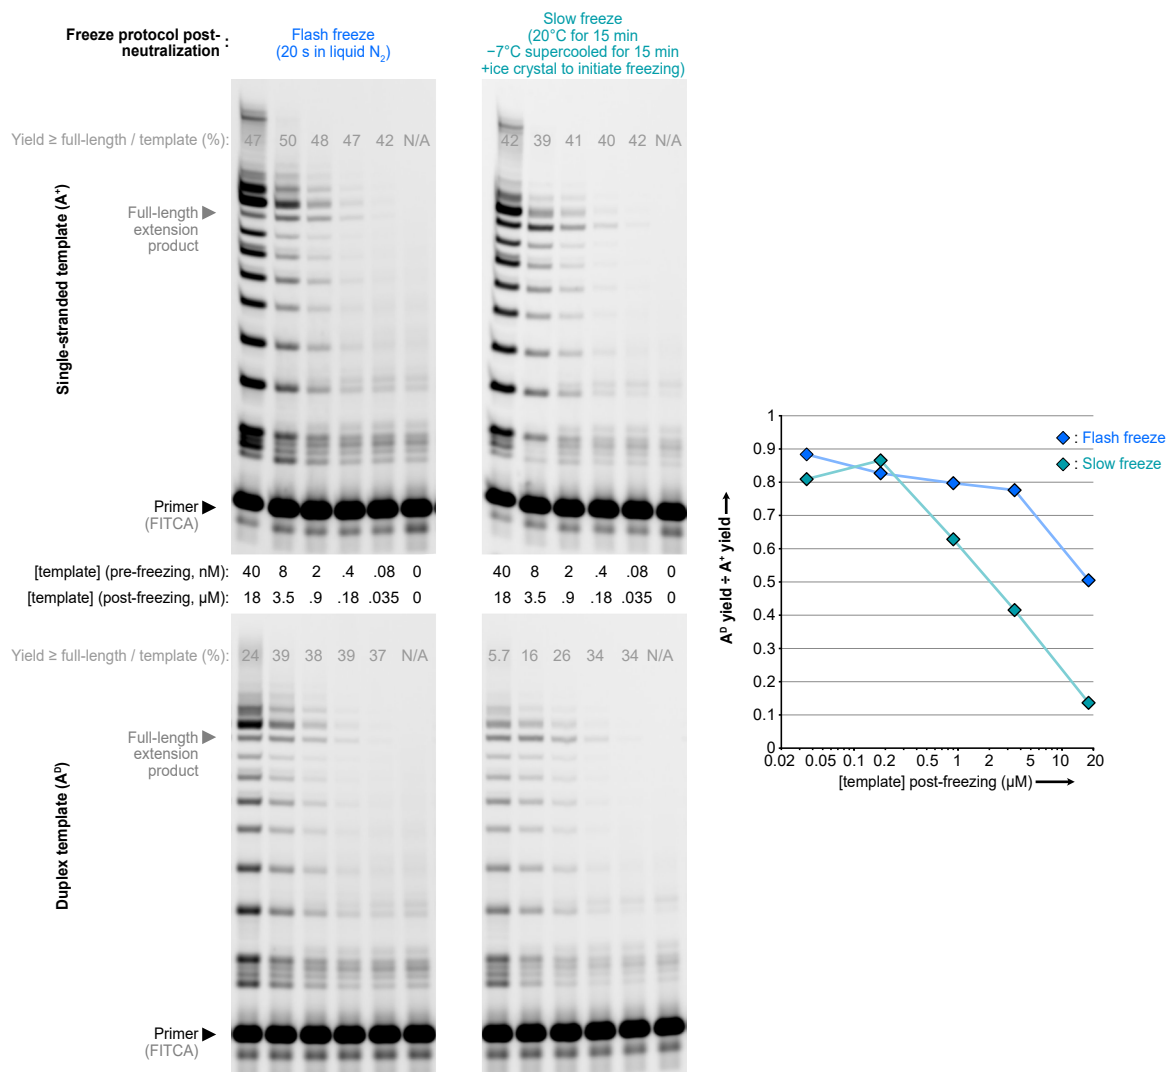 Freeze protocol post-neutralization :
Flash freeze
(20 s in liquid N₂)
Slow freeze
(20°C for 15 min
−7°C supercooled for 15 min
+ice crystal to initiate freezing)
Single-stranded template (A⁺)
Yield ≥ full-length / template (%): 47 50 48 47 42 N/A
42 39 41 40 42 N/A
Full-length ►
extension
product
Primer ►
(FITCA)
[template] (pre-freezing, nM): 40 8 2 .4 .08 0
40 8 2 .4 .08 0
[template] (post-freezing, µM): 18 3.5 .9 .18 .035 0
18 3.5 .9 .18 .035 0
Duplex template (Aᴰ)
Yield ≥ full-length / template (%): 24 39 38 39 37 N/A
5.7 16 26 34 34 N/A
Full-length ►
extension
product
Primer ►
(FITCA)
Aᴰ yield ÷ A⁺ yield
1
0.9
0.8
0.7
0.6
0.5
0.4
0.3
0.2
0.1
0
: Flash freeze
: Slow freeze
0.02 0.05 0.1 0.2 0.5 1 2 5 10 20
[template] post-freezing (µM)